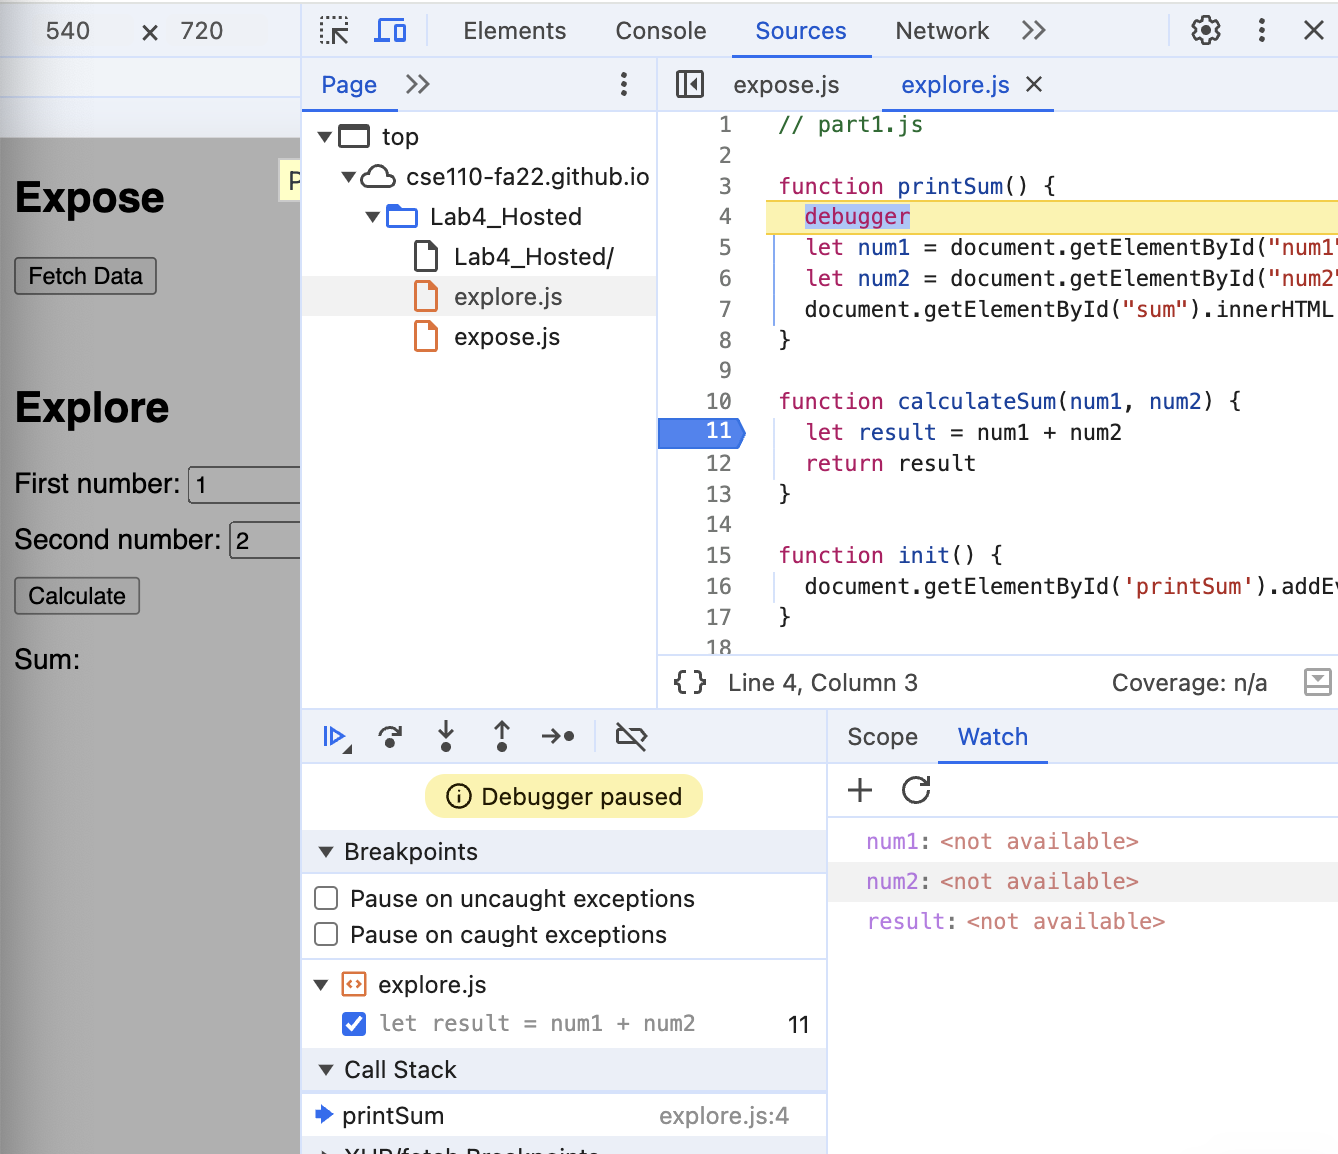 540 × 720
Elements Console Sources Network
Page
expose.js explore.js
top
cse110-fa22.github.io
Lab4_Hosted
Lab4_Hosted/
explore.js
expose.js
Expose
P
Fetch Data
Explore
First number: 1
Second number: 2
Calculate
Sum:
1 // part1.js
2
3 function printSum() {
4 debugger
5 let num1 = document.getElementById("num1"
6 let num2 = document.getElementById("num2"
7 document.getElementById("sum").innerHTML
8 }
9
10 function calculateSum(num1, num2) {
11 let result = num1 + num2
12 return result
13 }
14
15 function init() {
16 document.getElementById('printSum').addEv
17 }
18
{} Line 4, Column 3 Coverage: n/a
Debugger paused
Breakpoints
Pause on uncaught exceptions
Pause on caught exceptions
explore.js
let result = num1 + num2 11
Call Stack
printSum explore.js:4
XHR/fetch Breakpoints
Scope Watch
num1: <not available>
num2: <not available>
result: <not available>